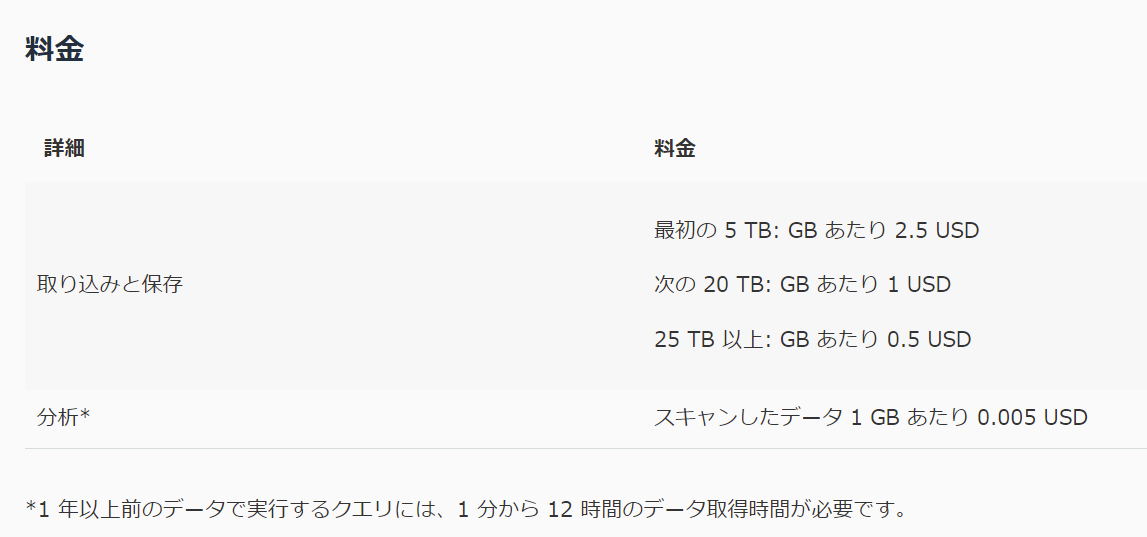 料金
詳細 料金
最初の 5 TB: GB あたり 2.5 USD
取り込みと保存 次の 20 TB: GB あたり 1 USD
25 TB 以上: GB あたり 0.5 USD
分析* スキャンしたデータ 1 GB あたり 0.005 USD
*1 年以上前のデータで実行するクエリには、1 分から 12 時間のデータ取得時間が必要です。